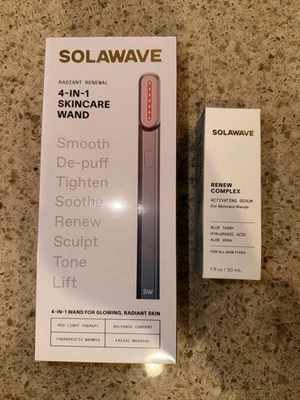 SOLAWAVE
RADIANT RENEWAL
4-IN-1
SKINCARE
WAND
Smooth
De-puff
Tighten
Soothe
Renew
Sculpt
Tone
Lift
SW
4-IN-1 WAND FOR GLOWING, RADIANT SKIN
RED LIGHT THERAPY
GALVANIC CURRENT
THERAPEUTIC WARMTH
FACIAL MASSAGE
SOLAWAVE
RENEW
COMPLEX
ACTIVATING SERUM
For Skincare Wands
BLUE TANSY
HYALURONIC ACID
ALOE VERA
FOR ALL SKIN TYPES
1 fl oz / 30 mL